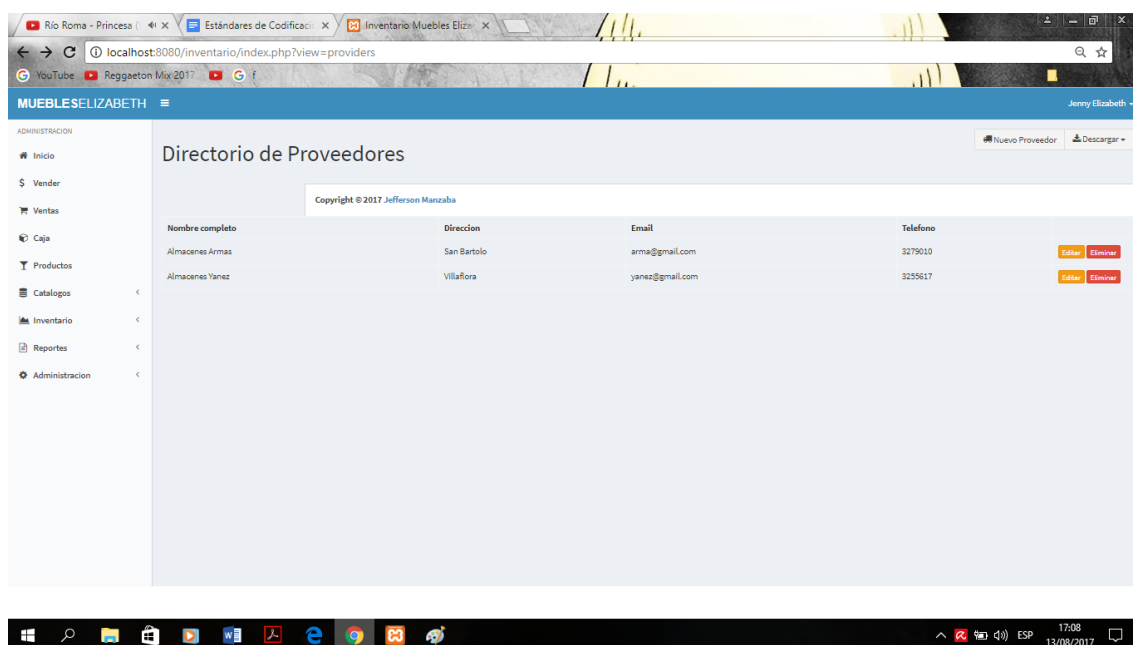 Río Roma - Princesa (
Estándares de Codificaci
Inventario Muebles Eliza
localhost:8080/inventario/index.php?view=providers
YouTube Reggaeton Mix 2017 f
MUEBLESELIZABETH Jenny Elizabeth
ADMINISTRACION
Inicio
Vender
Ventas
Caja
Productos
Catalogos
Inventario
Reportes
Administracion
Nuevo Proveedor Descargar
Directorio de Proveedores
Copyright © 2017 Jefferson Manzaba
Nombre completo Direccion Email Telefono
Almacenes Armas San Bartolo arma@gmail.com 3279010 Editar Eliminar
Almacenes Yanez Villaflora yanez@gmail.com 3255617 Editar Eliminar
ESP 17:08
13/08/2017